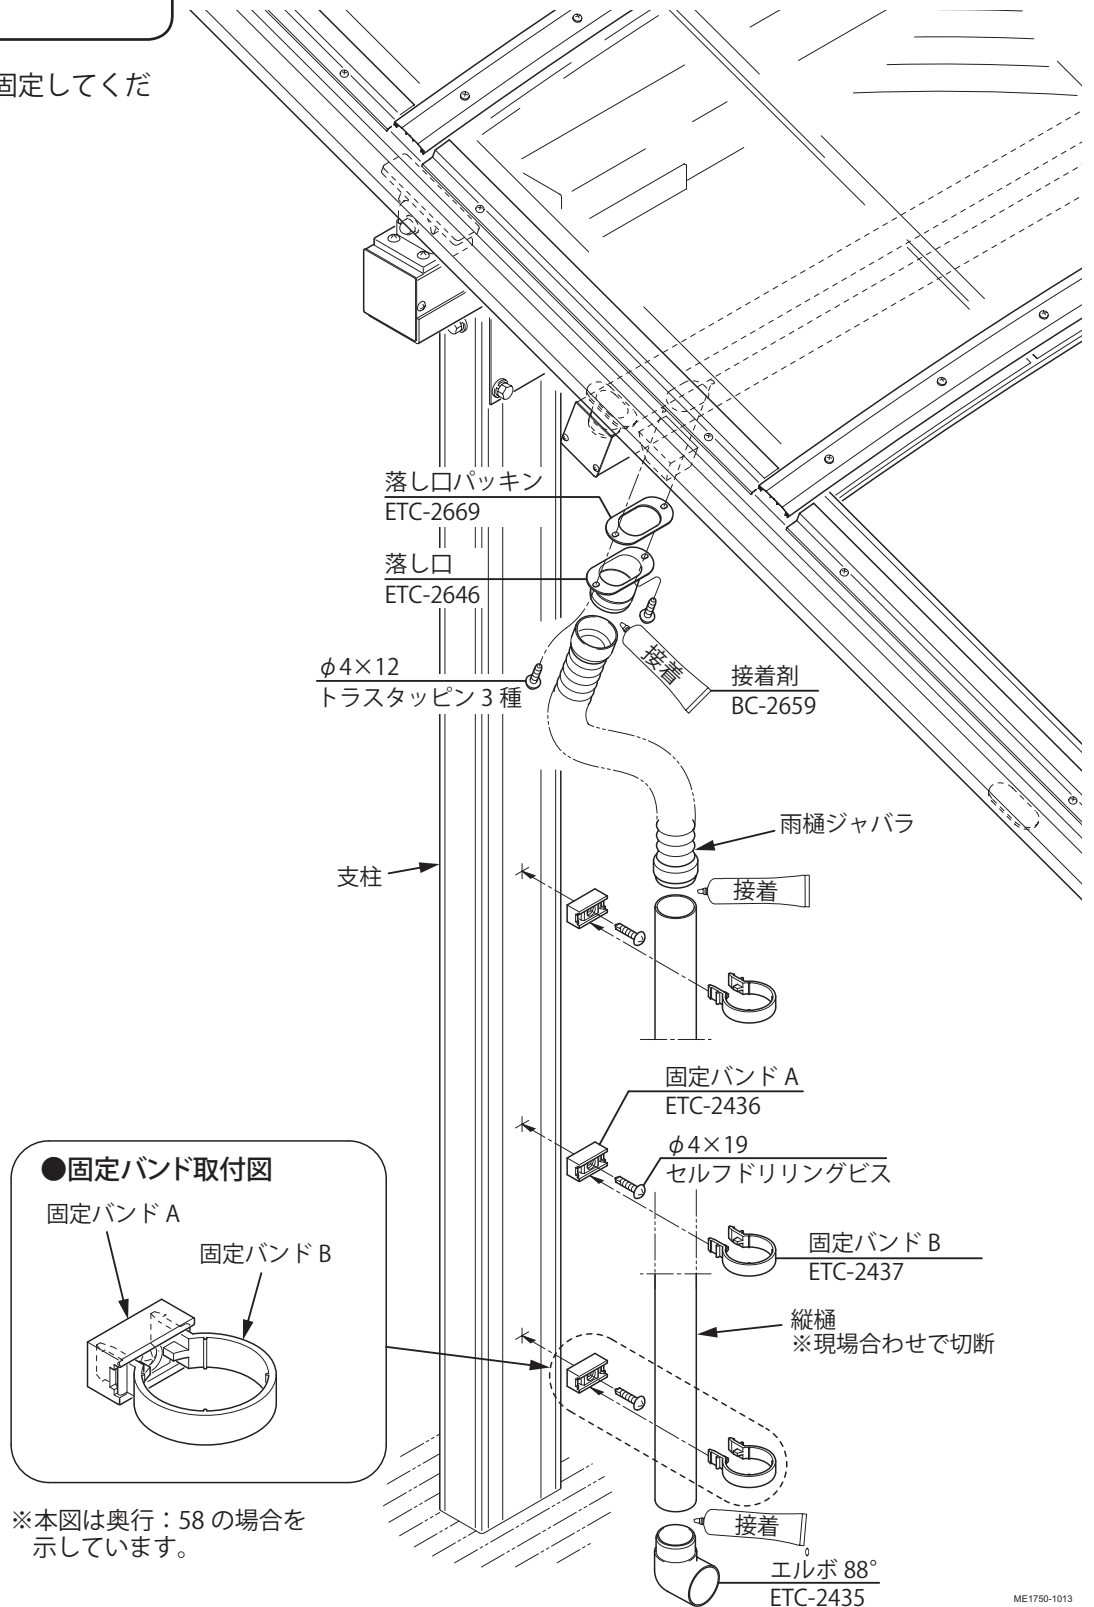 固定してくだ
落し口パッキン
ETC-2669
落し口
ETC-2646
φ4×12
トラスタッピン 3 種
接着
接着剤
BC-2659
雨樋ジャバラ
支柱
接着
固定バンド A
ETC-2436
φ4×19
セルフドリリングビス
●固定バンド取付図
固定バンド A
固定バンド B
固定バンド B
ETC-2437
縦樋
※現場合わせで切断
※本図は奥行：58 の場合を
示しています。
接着
エルボ 88°
ETC-2435
ME1750-1013